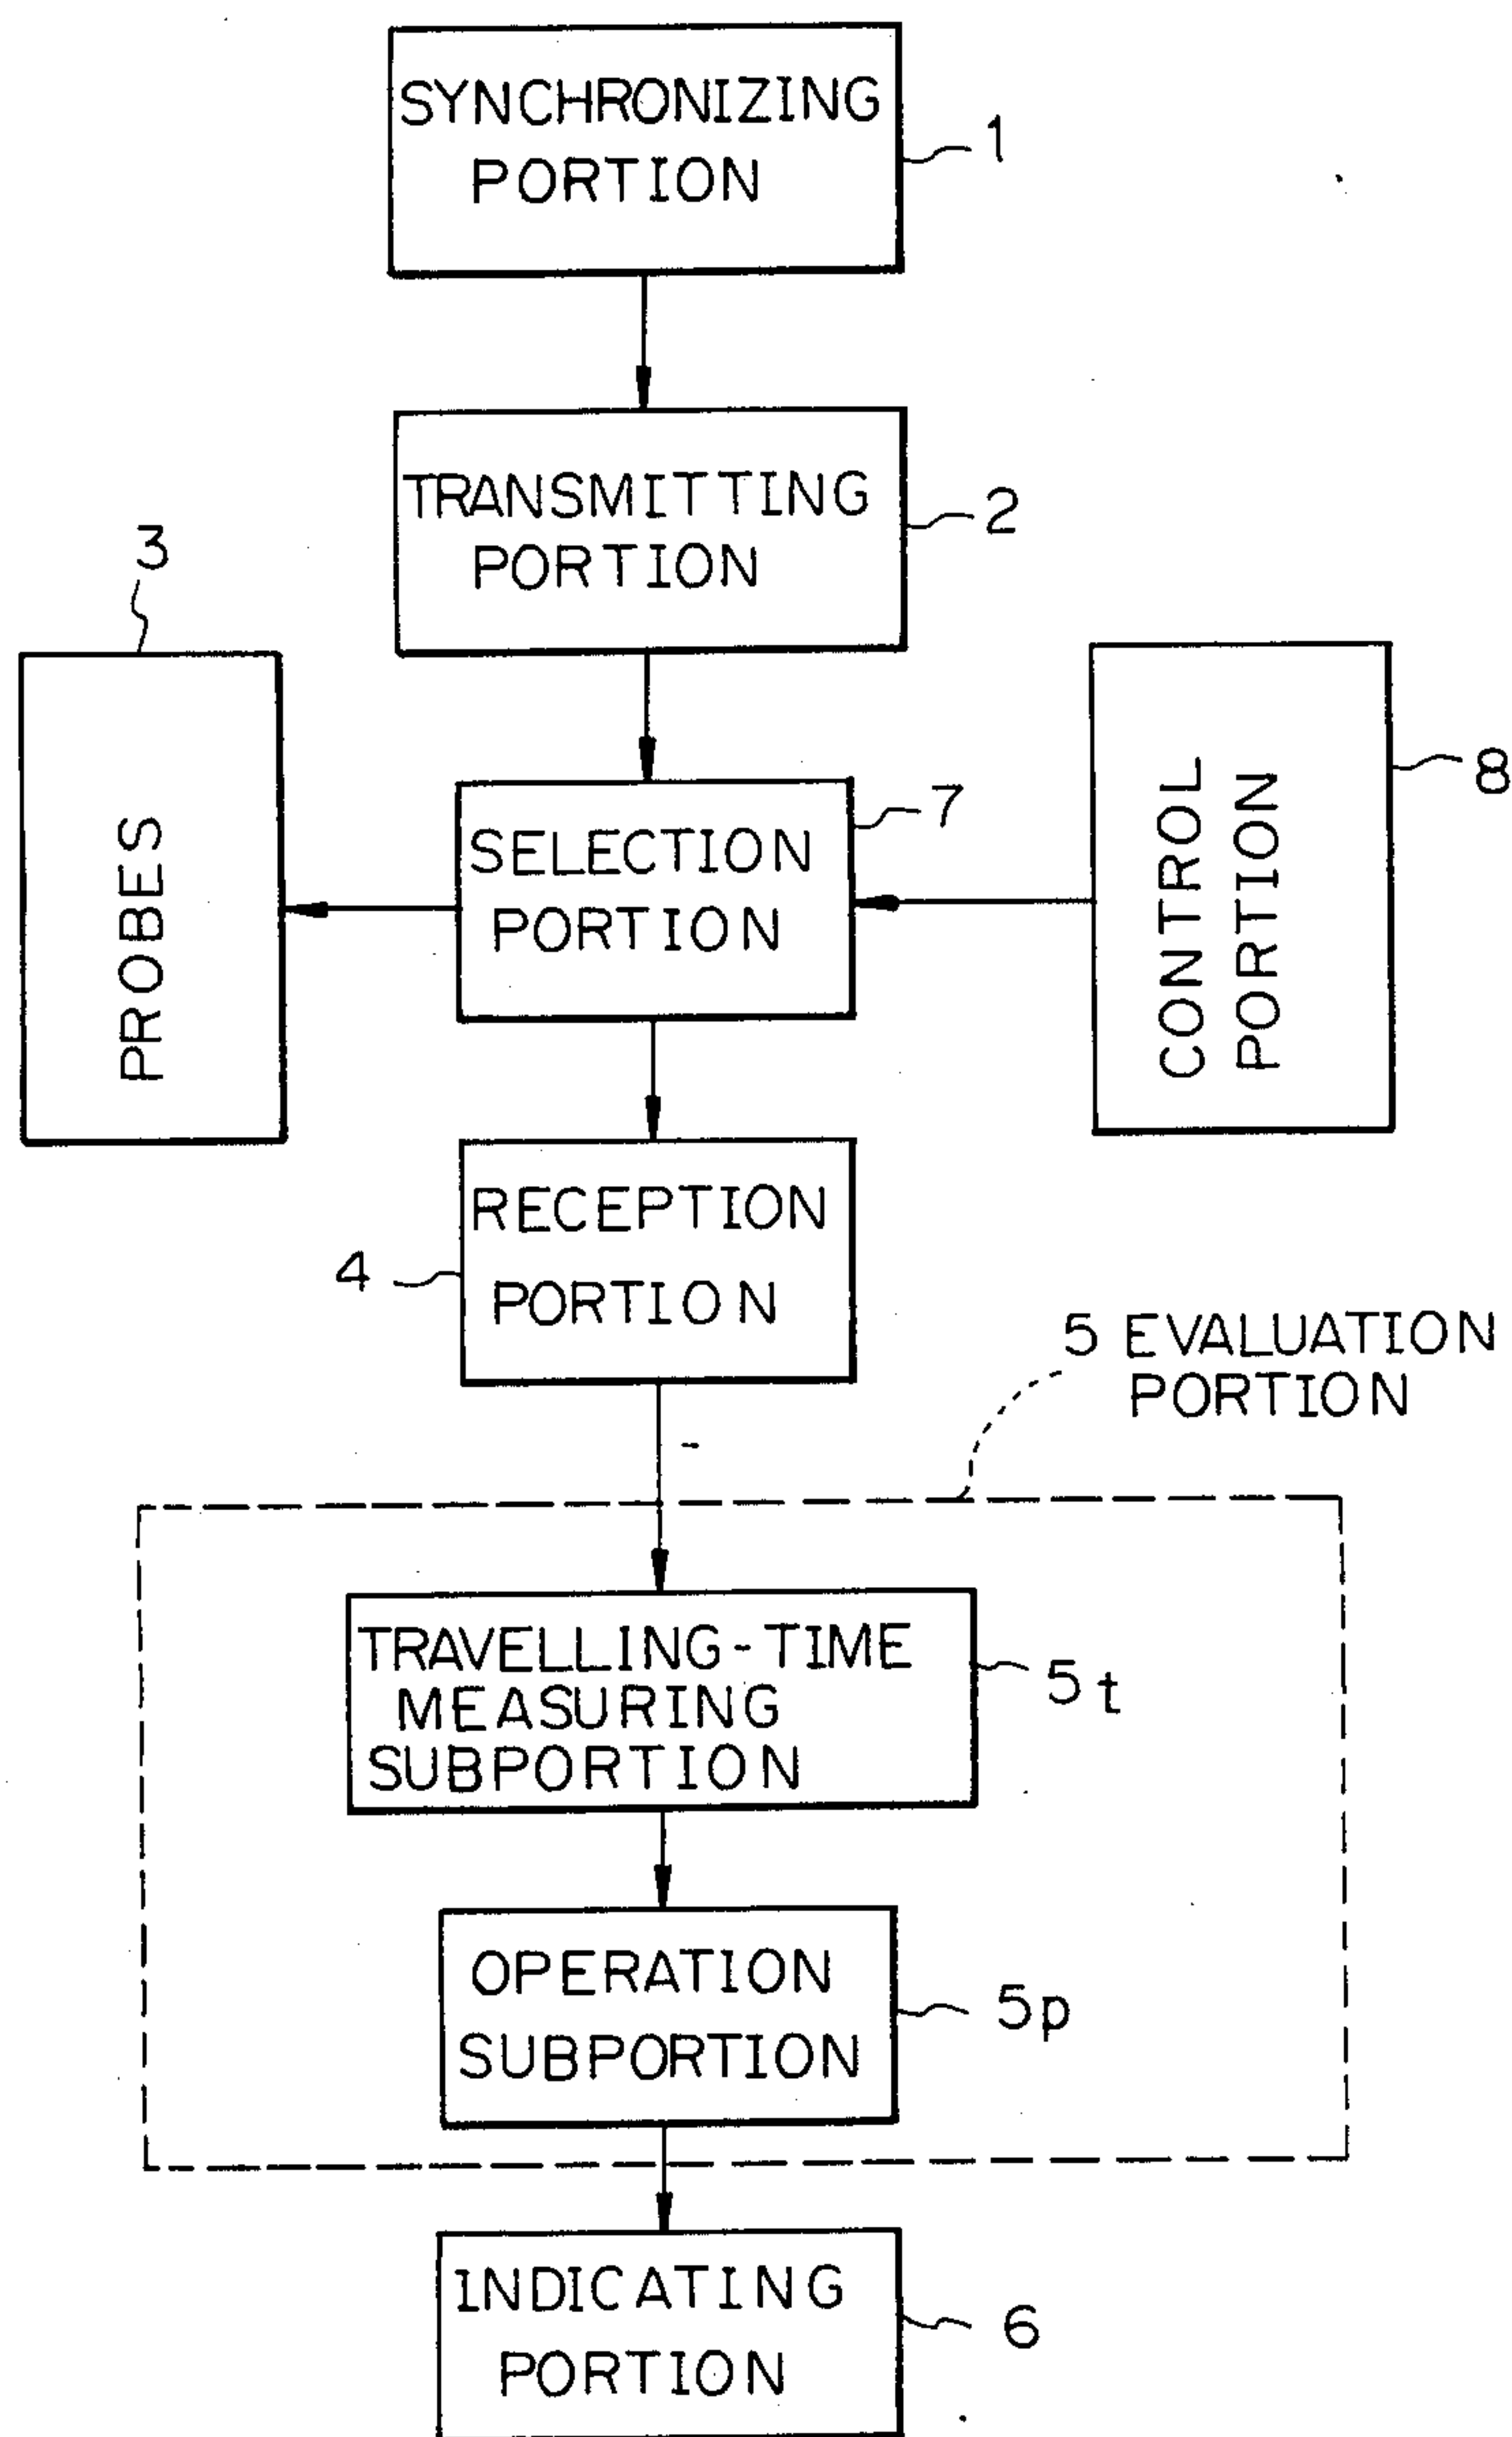 SYNCHRONIZING
PORTION
1
TRANSMITTING
PORTION
2
3
PROBES
SELECTION
PORTION
7
CONTROL
PORTION
8
RECEPTION
PORTION
4
5 EVALUATION
PORTION
TRAVELLING-TIME
MEASURING
SUBPORTION
5t
OPERATION
SUBPORTION
5p
INDICATING
PORTION
6